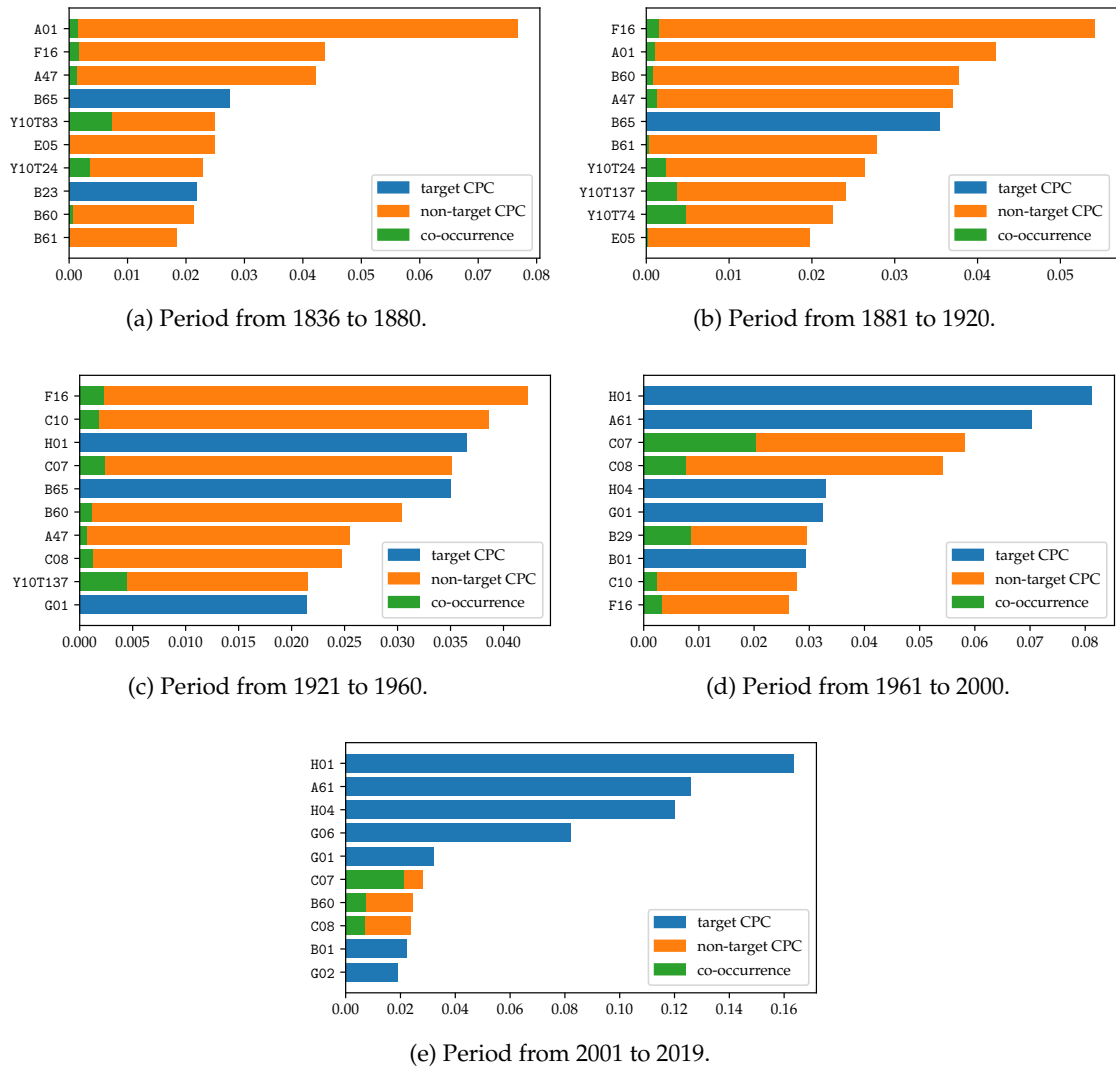 A01
F16
A47
B65
Y10T83
E05
Y10T24
B23
B60
B61
target CPC
non-target CPC
co-occurrence
0.00 0.01 0.02 0.03 0.04 0.05 0.06 0.07 0.08
(a) Period from 1836 to 1880.
F16
A01
B60
A47
B65
B61
Y10T24
Y10T137
Y10T74
E05
target CPC
non-target CPC
co-occurrence
0.00 0.01 0.02 0.03 0.04 0.05
(b) Period from 1881 to 1920.
F16
C10
H01
C07
B65
B60
A47
C08
Y10T137
G01
target CPC
non-target CPC
co-occurrence
0.000 0.005 0.010 0.015 0.020 0.025 0.030 0.035 0.040
(c) Period from 1921 to 1960.
H01
A61
C07
C08
H04
G01
B29
B01
C10
F16
target CPC
non-target CPC
co-occurrence
0.00 0.01 0.02 0.03 0.04 0.05 0.06 0.07 0.08
(d) Period from 1961 to 2000.
H01
A61
H04
G06
G01
C07
B60
C08
B01
G02
target CPC
non-target CPC
co-occurrence
0.00 0.02 0.04 0.06 0.08 0.10 0.12 0.14 0.16
(e) Period from 2001 to 2019.